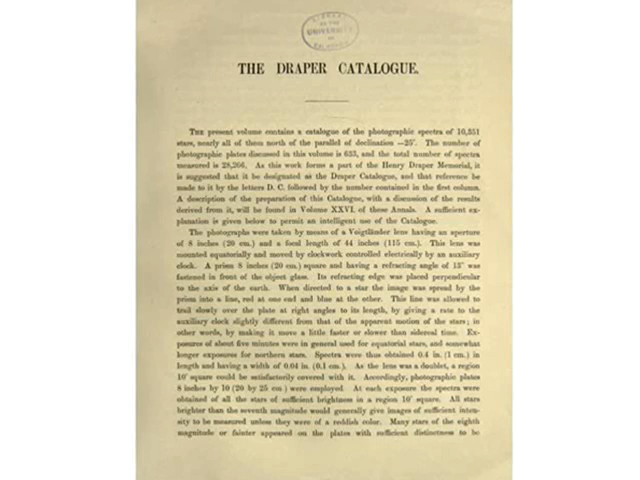 LIBRARY
OF THE
UNIVERSITY
OF
CALIFORNIA
THE DRAPER CATALOGUE.
THE present volume contains a catalogue of the photographic spectra of 10,351
stars, nearly all of them north of the parallel of declination —25°. The number of
photographic plates discussed in this volume is 633, and the total number of spectra
measured is 28,266. As this work forms a part of the Henry Draper Memorial, it
is suggested that it be designated as the Draper Catalogue, and that reference be
made to it by the letters D. C. followed by the number contained in the first column.
A description of the preparation of this Catalogue, with a discussion of the results
derived from it, will be found in Volume XXVI. of these Annals. A sufficient ex-
planation is given below to permit an intelligent use of the Catalogue.
The photographs were taken by means of a Voigtländer lens having an aperture
of 8 inches (20 cm.) and a focal length of 44 inches (115 cm.). This lens was
mounted equatorially and moved by clockwork controlled electrically by an auxiliary
clock. A prism 8 inches (20 cm.) square and having a refracting angle of 13° was
fastened in front of the object glass. Its refracting edge was placed perpendicular
to the axis of the earth. When directed to a star the image was spread by the
prism into a line, red at one end and blue at the other. This line was allowed to
trail slowly over the plate at right angles to its length, by giving a rate to the
auxiliary clock slightly different from that of the apparent motion of the stars; in
other words, by making it move a little faster or slower than sidereal time. Ex-
posures of about five minutes were in general used for equatorial stars, and somewhat
longer exposures for northern stars. Spectra were thus obtained 0.4 in. (1 cm.) in
length and having a width of 0.04 in. (0.1 cm.). As the lens was a doublet, a region
10° square could be satisfactorily covered with it. Accordingly, photographic plates
8 inches by 10 (20 by 25 cm) were employed. At each exposure the spectra were
obtained of all the stars of sufficient brightness in a region 10° square. All stars
brighter than the seventh magnitude would generally give images of sufficient inten-
sity to be measured unless they were of a reddish color. Many stars of the eighth
magnitude or fainter appeared on the plates with sufficient distinctness to be